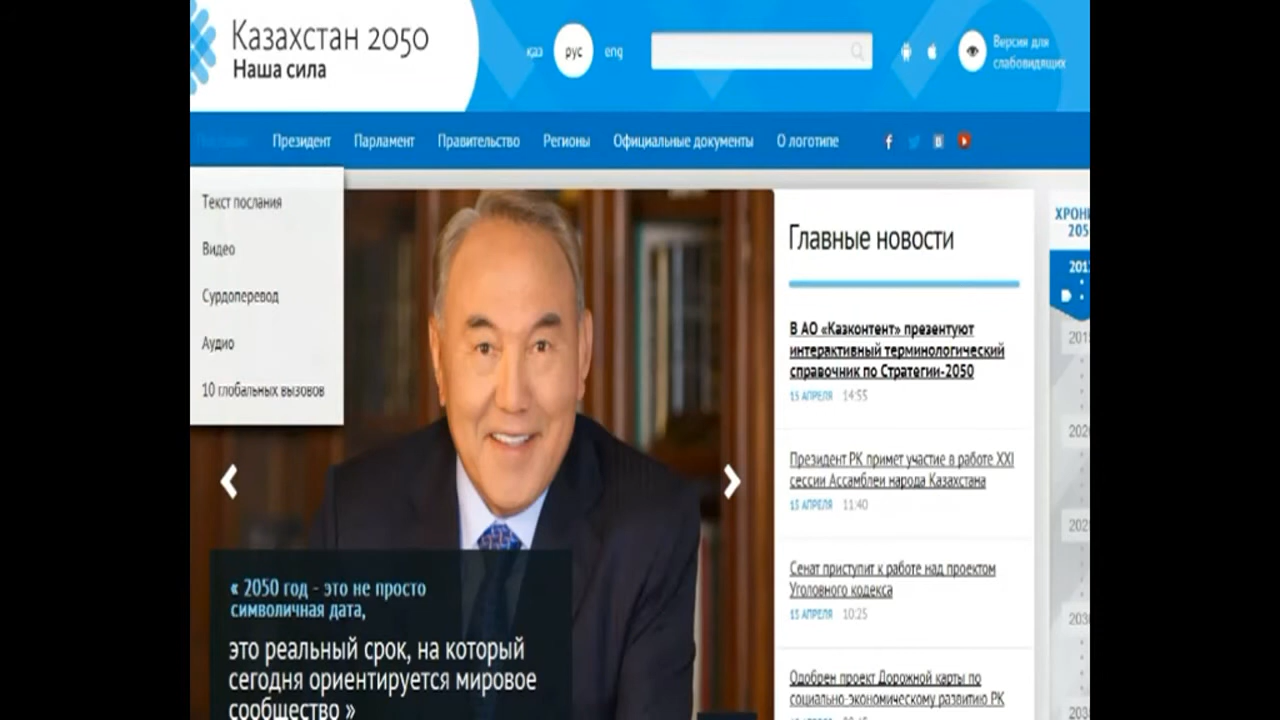 Казахстан 2050
Наша сила
қаз
рус
eng
Версия для
слабовидящих
Президент
Парламент
Правительство
Регионы
Официальные документы
О логотипе
Текст послания
Видео
Сурдоперевод
Аудио
10 глобальных вызовов
« 2050 год - это не просто
символичная дата,
это реальный срок, на который
сегодня ориентируется мировое
сообщество »
Главные новости
В АО «Казконтент» презентуют
интерактивный терминологический
справочник по Стратегии-2050
15 АПРЕЛЯ 14:55
Президент РК примет участие в работе XXI
сессии Ассамблеи народа Казахстана
15 АПРЕЛЯ 11:40
Сенат приступит к работе над проектом
Уголовного кодекса
15 АПРЕЛЯ 10:25
Одобрен проект Дорожной карты по
социально-экономическому развитию РК